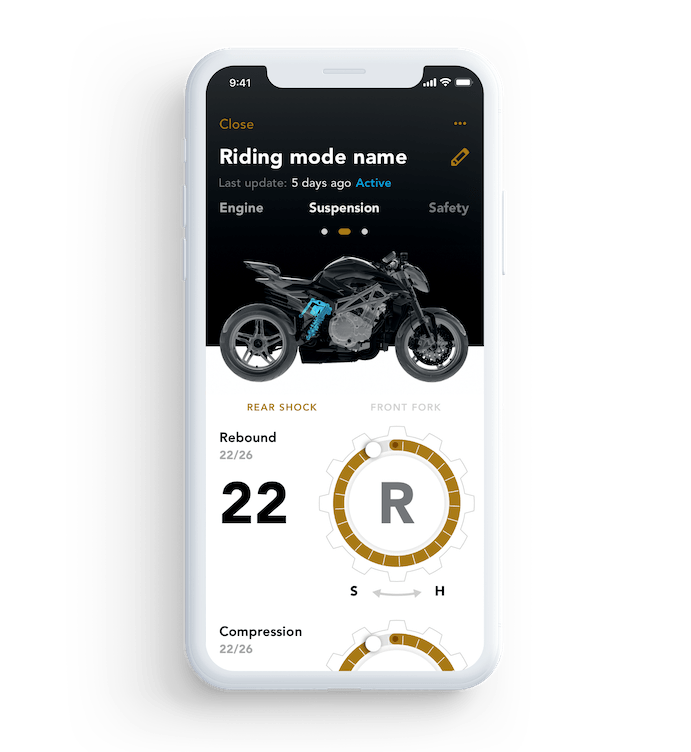 9:41
Close
Riding mode name
Last update: 5 days ago Active
Engine Suspension Safety
REAR SHOCK FRONT FORK
Rebound
22/26
22
R
S H
Compression
22/26